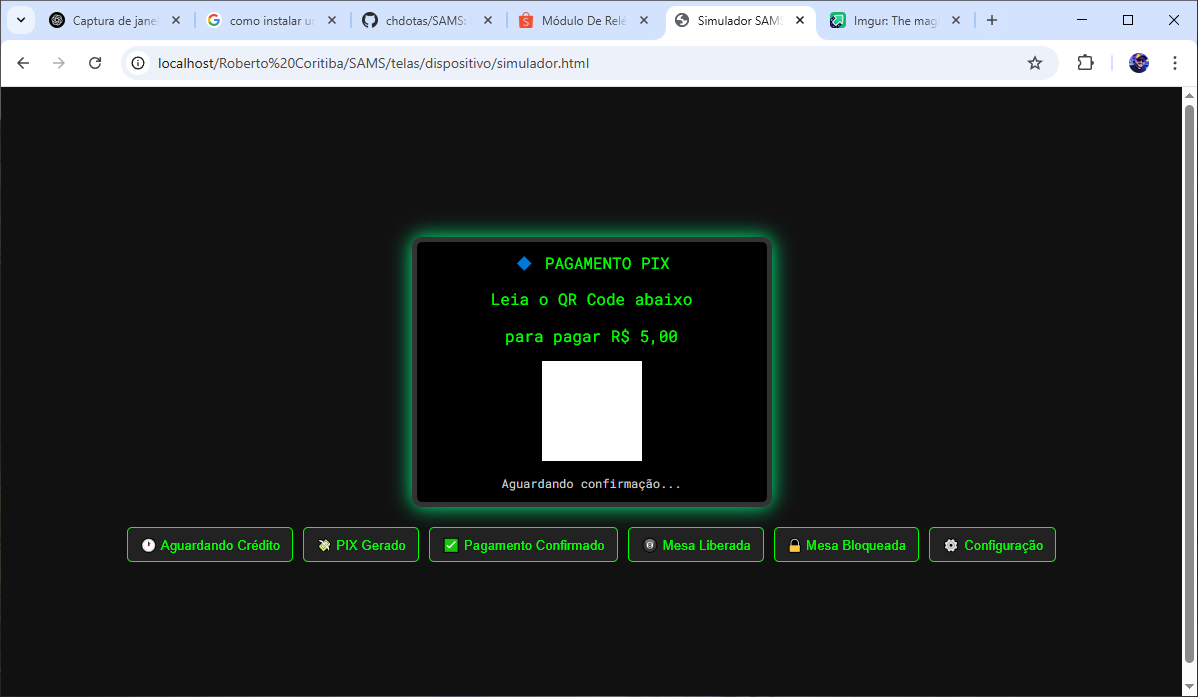 Captura de jane
como instalar u
chdotas/SAMS:
Módulo De Relé
Simulador SAMS
Imgur: The mag
localhost/Roberto%20Coritiba/SAMS/telas/dispositivo/simulador.html
PAGAMENTO PIX
Leia o QR Code abaixo
para pagar R$ 5,00
Aguardando confirmação...
Aguardando Crédito
PIX Gerado
Pagamento Confirmado
Mesa Liberada
Mesa Bloqueada
Configuração